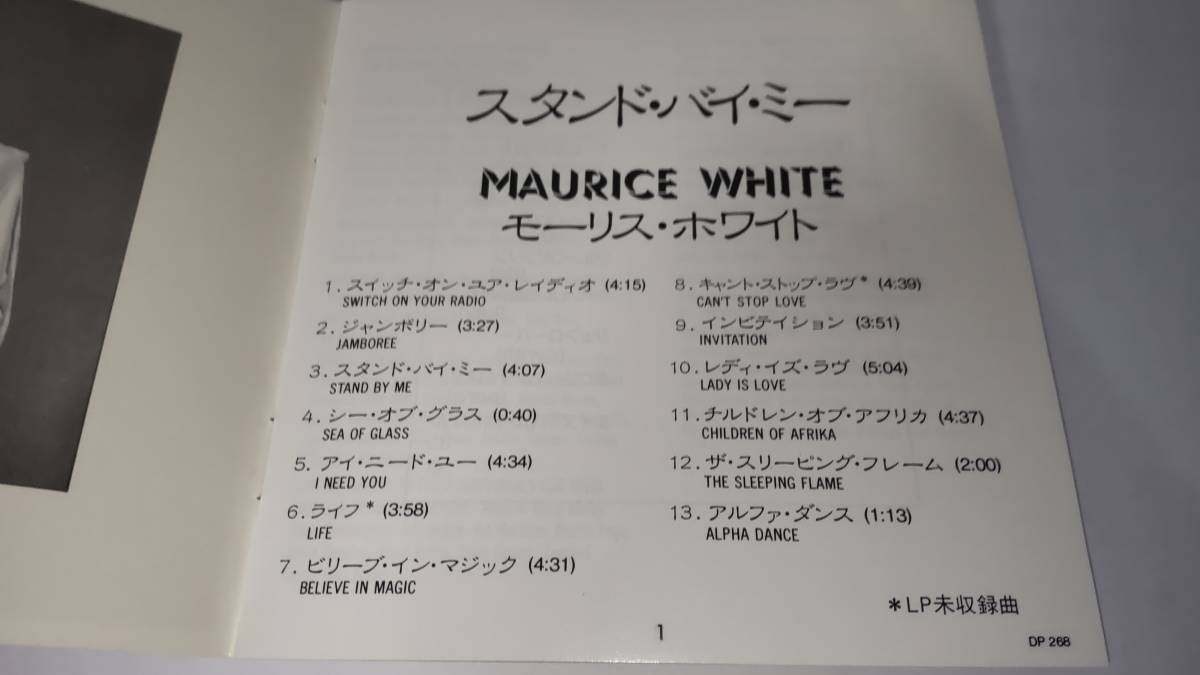 スタンド・バイ・ミー
MAURICE WHITE
モーリス・ホワイト
1. スイッチ・オン・ユア・レイディオ (4:15)
SWITCH ON YOUR RADIO
2. ジャンボリー (3:27)
JAMBOREE
3. スタンド・バイ・ミー (4:07)
STAND BY ME
4. シー・オブ・グラス (0:40)
SEA OF GLASS
5. アイ・ニード・ユー (4:34)
I NEED YOU
6. ライフ* (3:58)
LIFE
7. ビリーブ・イン・マジック (4:31)
BELIEVE IN MAGIC
8. キャント・ストップ・ラヴ* (4:39)
CAN'T STOP LOVE
9. インビテイション (3:51)
INVITATION
10. レディ・イズ・ラヴ (5:04)
LADY IS LOVE
11. チルドレン・オブ・アフリカ (4:37)
CHILDREN OF AFRIKA
12. ザ・スリーピング・フレーム (2:00)
THE SLEEPING FLAME
13. アルファ・ダンス (1:13)
ALPHA DANCE
*LP未収録曲
1
DP 268